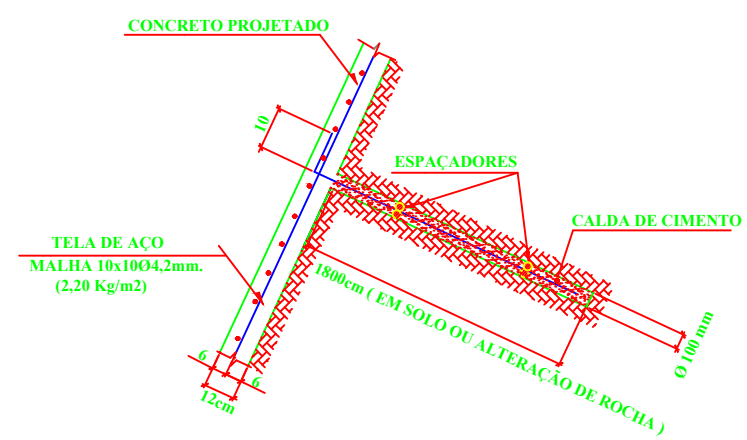 CONCRETO PROJETADO
10
ESPAÇADORES
CALDA DE CIMENTO
TELA DE AÇO
MALHA 10x10Ø4,2mm.
(2,20 Kg/m2)
1800cm ( EM SOLO OU ALTERAÇÃO DE ROCHA )
Ø 100 mm
6
6
12cm